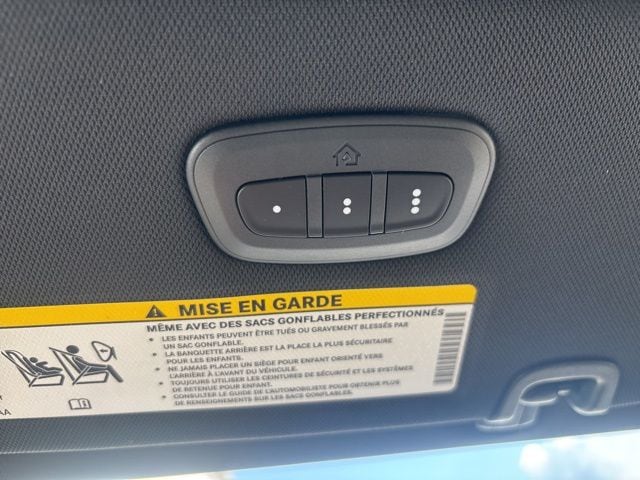 MISE EN GARDE
MÊME AVEC DES SACS GONFLABLES PERFECTIONNÉS
• LES ENFANTS PEUVENT ÊTRE TUÉS OU GRAVEMENT BLESSÉS PAR
UN SAC GONFLABLE.
• LA BANQUETTE ARRIÈRE EST LA PLACE LA PLUS SÉCURITAIRE
POUR LES ENFANTS.
• NE JAMAIS PLACER UN SIÈGE POUR ENFANT ORIENTÉ VERS
L'ARRIÈRE À L'AVANT DU VÉHICULE.
• TOUJOURS UTILISER LES CEINTURES DE SÉCURITÉ ET LES SYSTÈMES
DE RETENUE POUR ENFANT.
• CONSULTER LE GUIDE DE L'AUTOMOBILISTE POUR OBTENIR PLUS
DE RENSEIGNEMENTS SUR LES SACS GONFLABLES.
AA